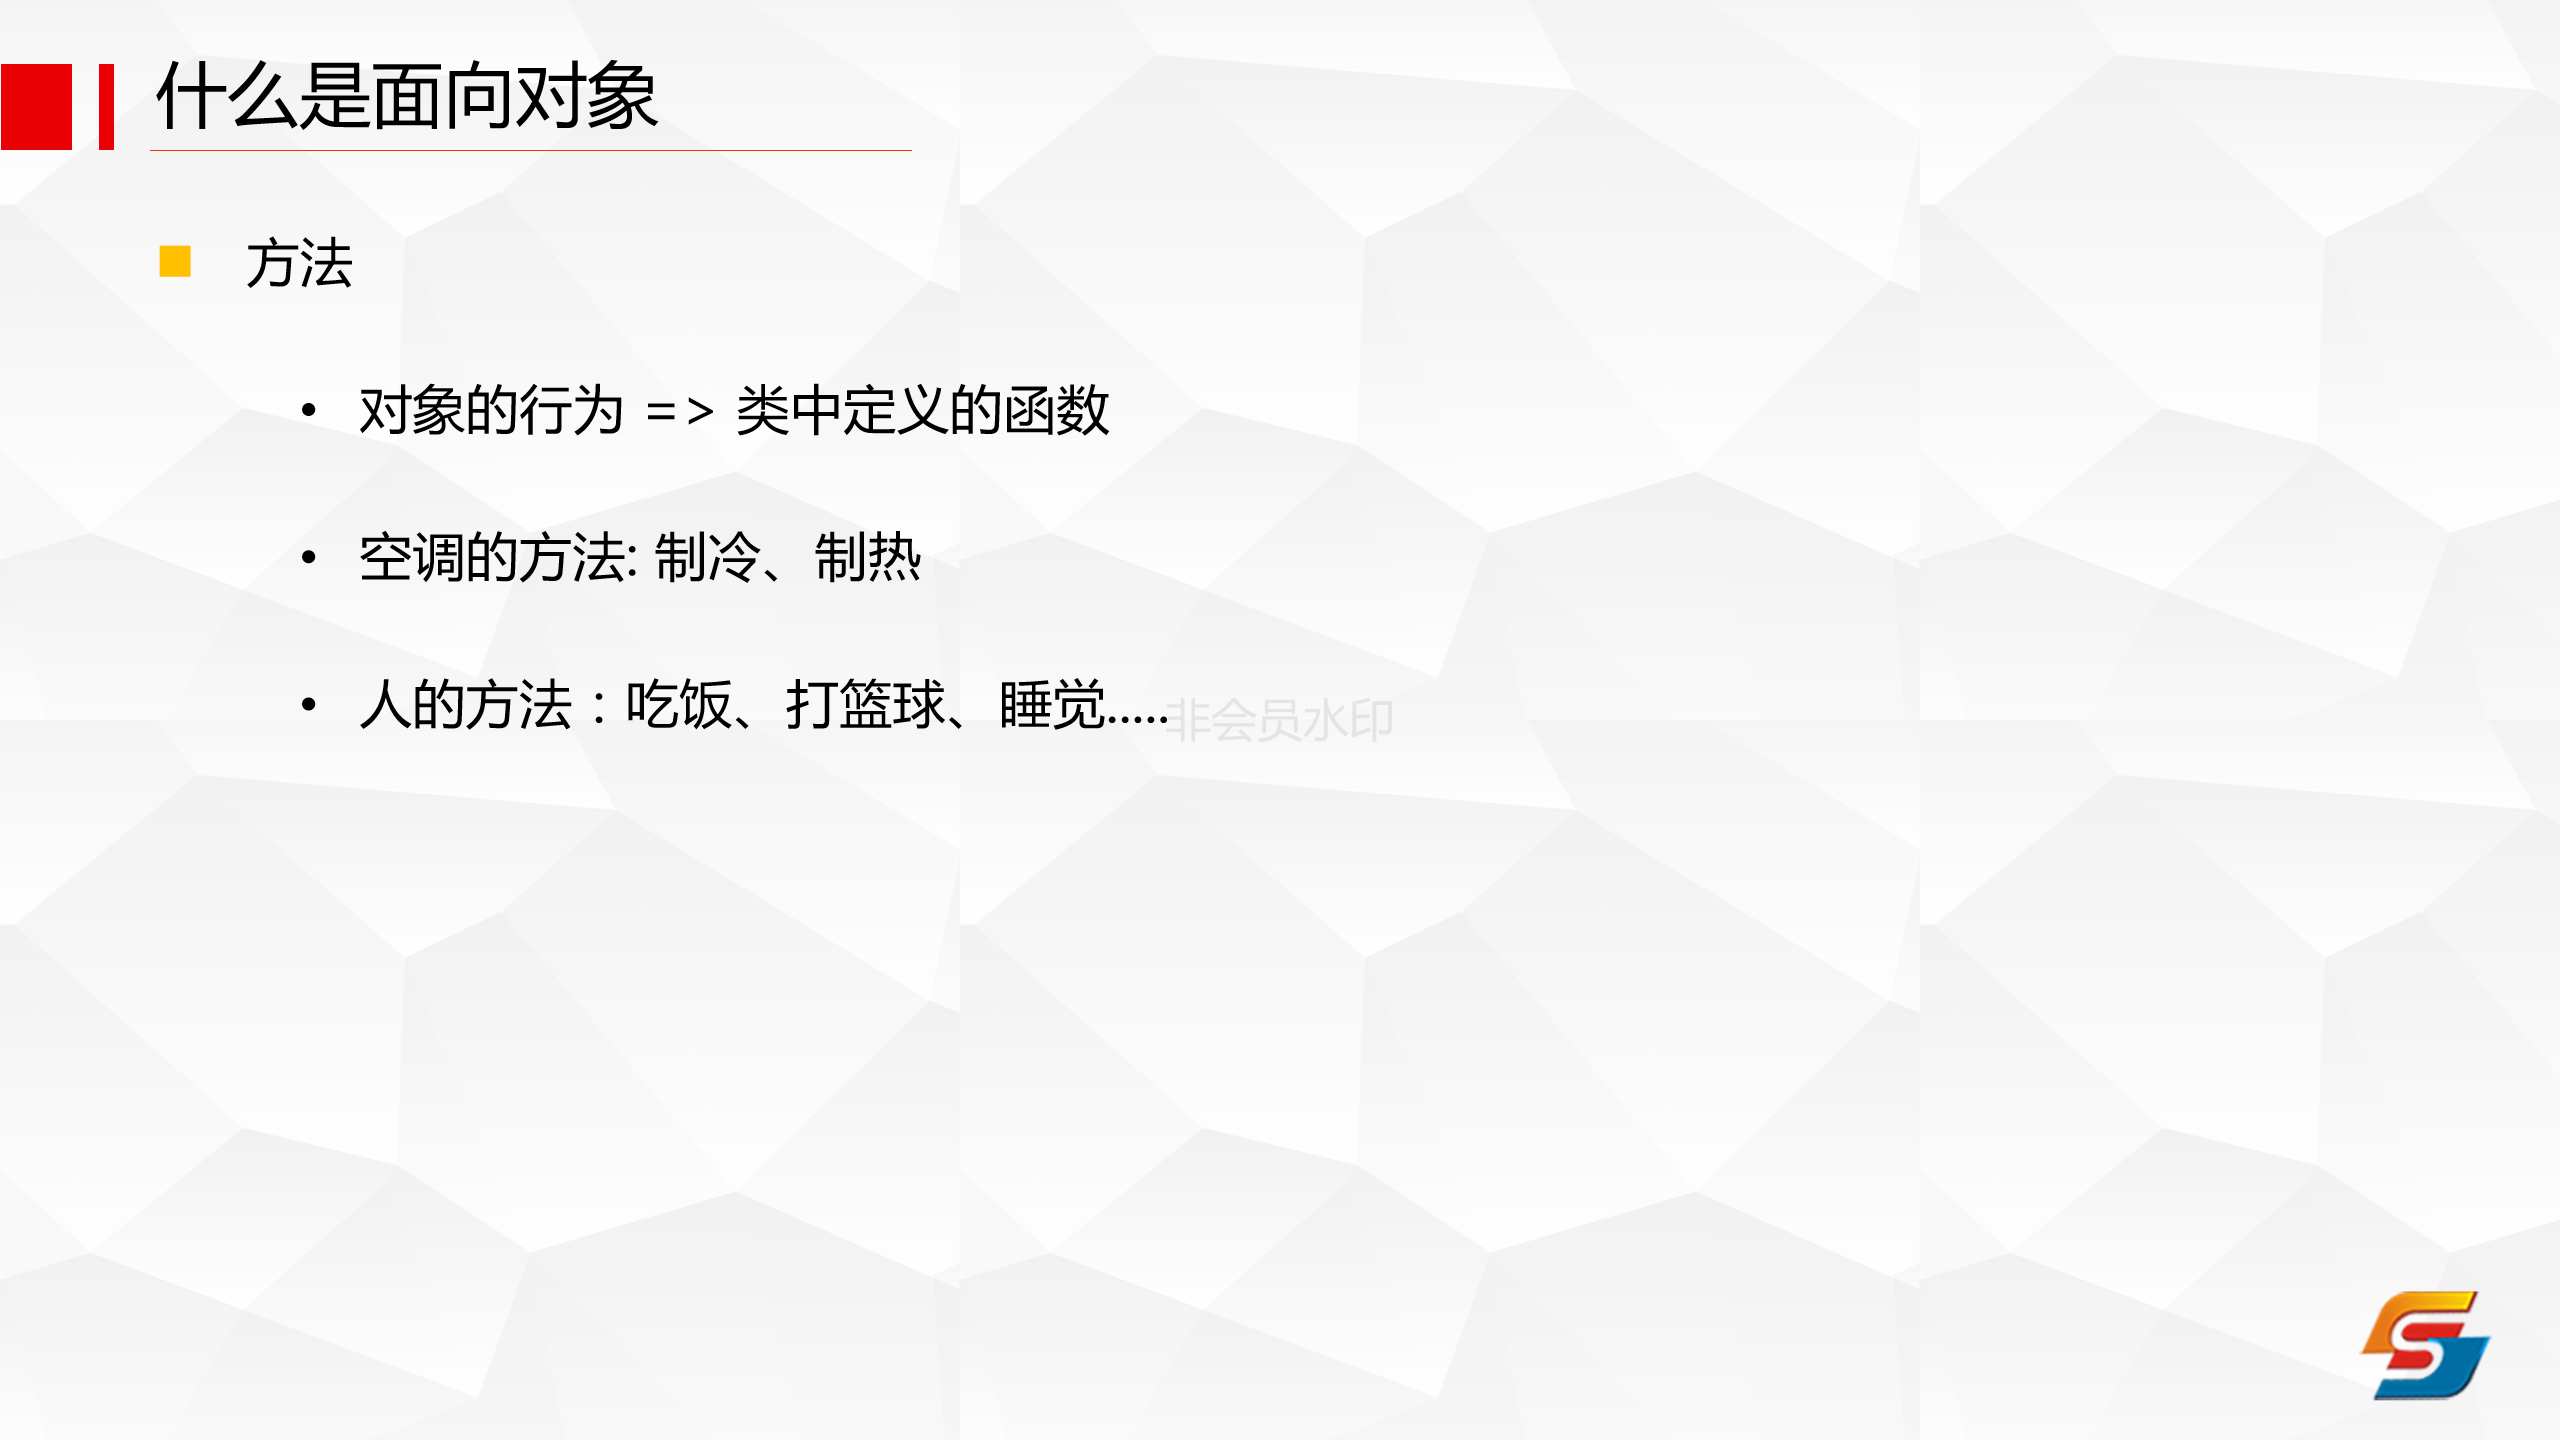 什么是面向对象
方法
• 对象的行为 => 类中定义的函数
• 空调的方法: 制冷、制热
• 人的方法：吃饭、打篮球、睡觉.....
非会员水印